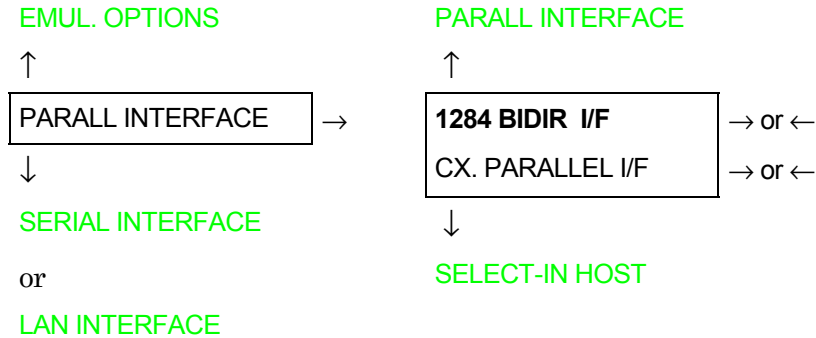 EMUL. OPTIONS
↑
PARALL INTERFACE →
↓
SERIAL INTERFACE
or
LAN INTERFACE
PARALL INTERFACE
↑
1284 BIDIR I/F → or ←
CX. PARALLEL I/F → or ←
↓
SELECT-IN HOST